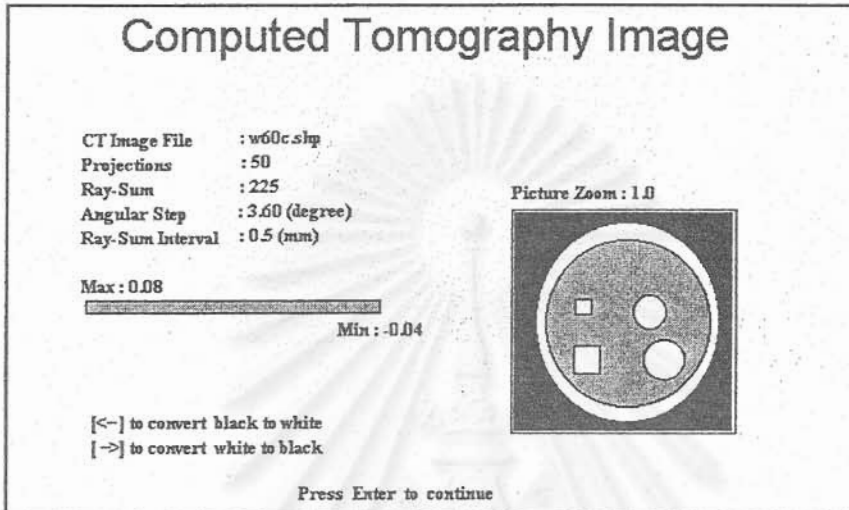 Computed Tomography Image
CT Image File : w60c.shp
Projections : 50
Ray-Sum : 225
Angular Step : 3.60 (degree)
Ray-Sum Interval : 0.5 (mm)
Picture Zoom : 1.0
Max : 0.08
Min : -0.04
[<-] to convert black to white
[->] to convert white to black
Press Enter to continue